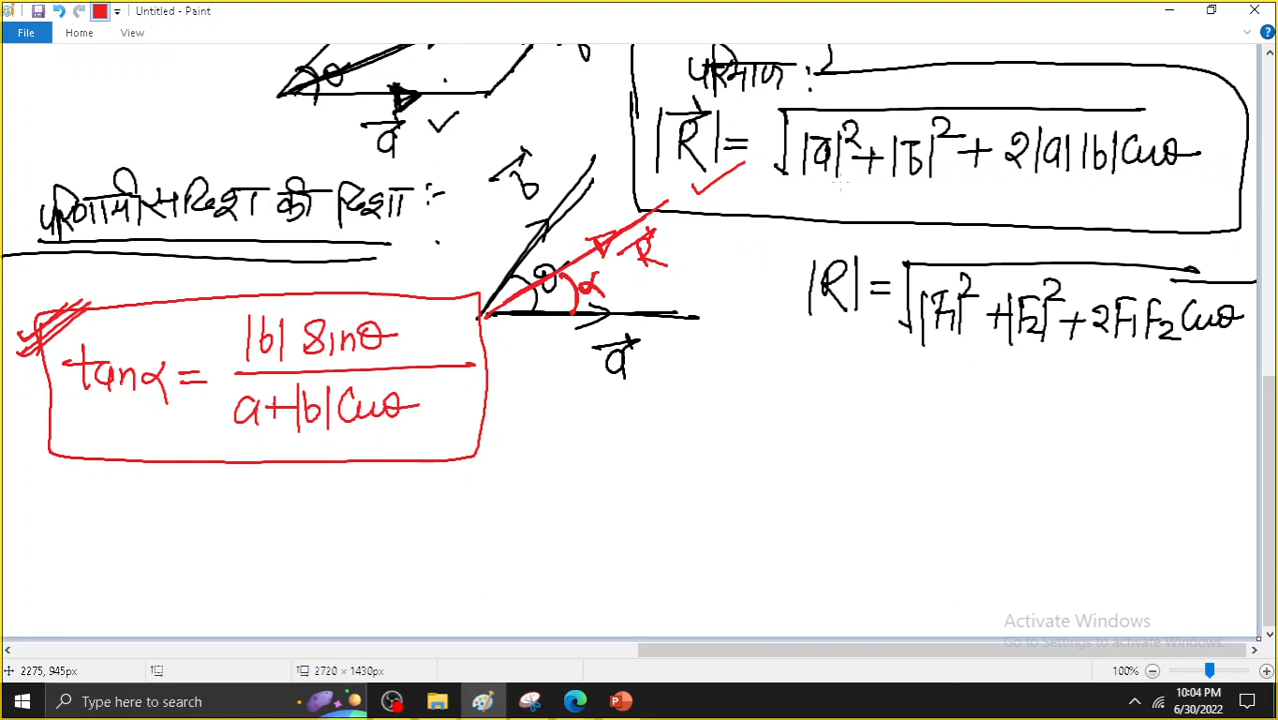 Untitled - Paint
File Home View
θ
a
परिमाण :
|R| = √|a|²+|b|²+2|a||b|Cosθ
परिणामी सदिश की दिशा :-
b
θ
α
R
a
|R| = √|F₁|²+|F₂|²+2F₁F₂Cosθ
tanα = |b| Sinθ
a+|b|Cosθ
Activate Windows
Go to Settings to activate Windows.
2275, 945px
2720 × 1430px
100%
Type here to search
10:04 PM
6/30/2022